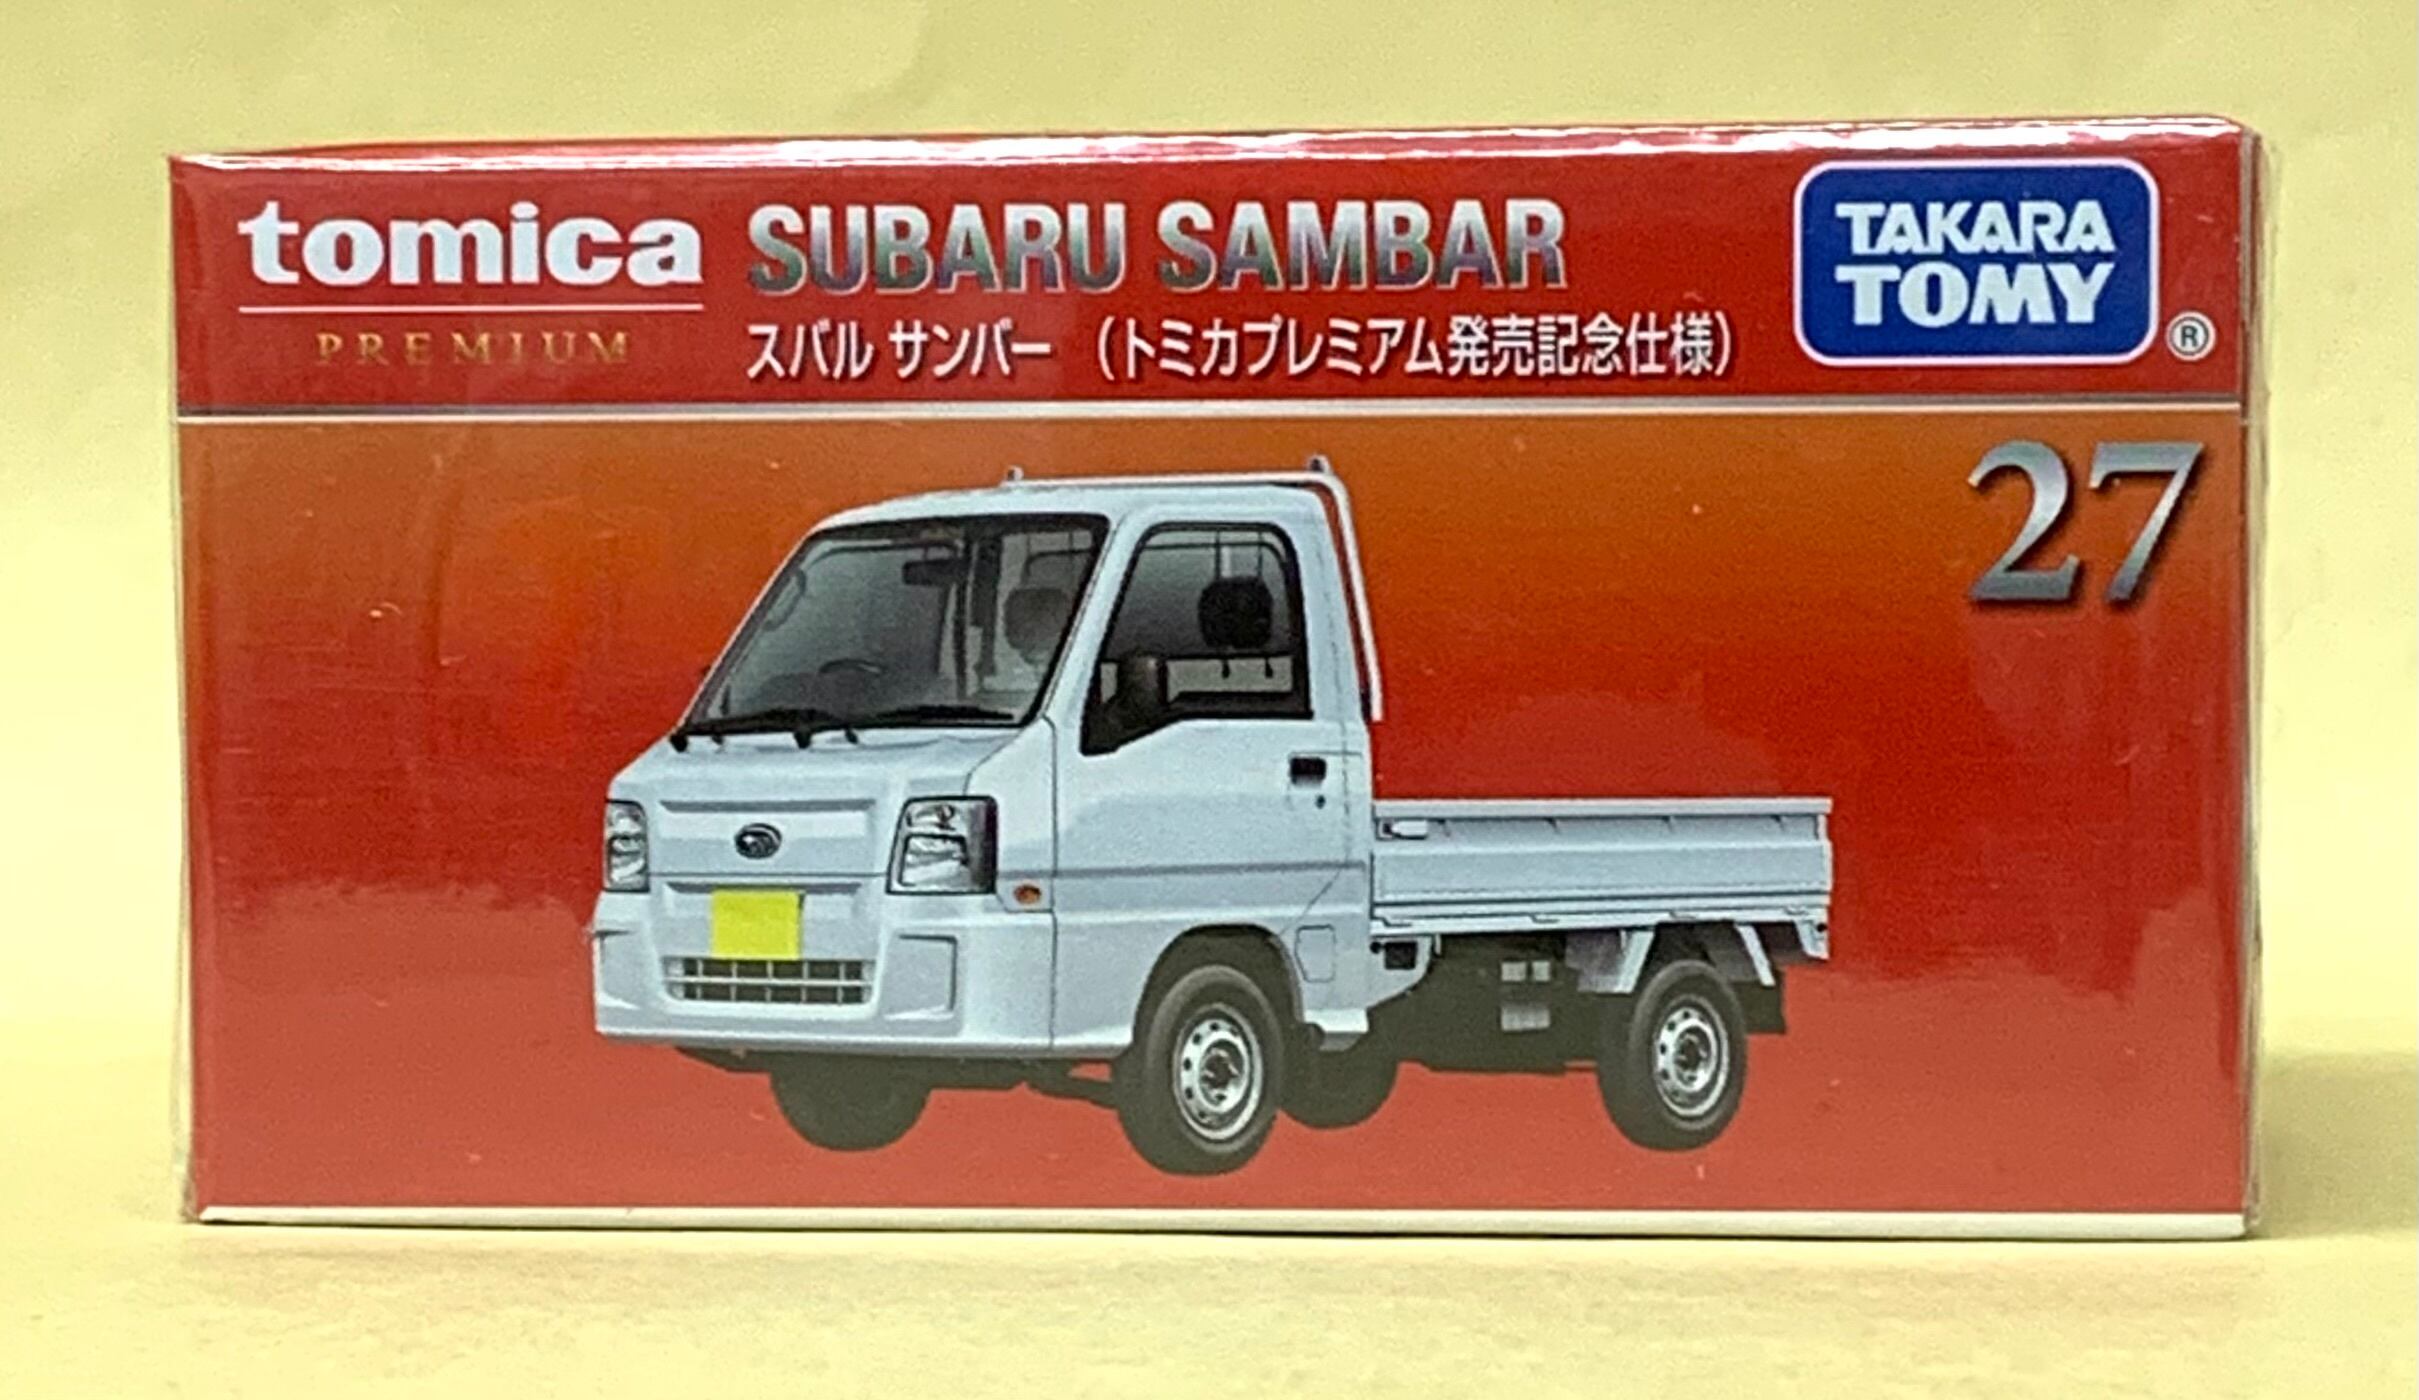 tomica
PREMIUM
SUBARU SAMBAR
スバル サンバー （トミカプレミアム発売記念仕様）
TAKARA
TOMY
®
27